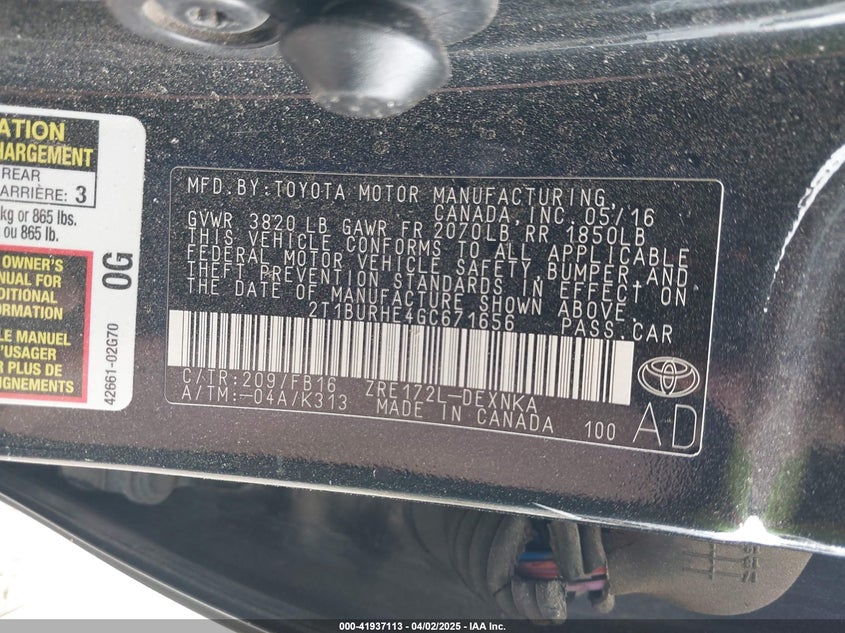 ATION
HARGEMENT
REAR
ARRIÈRE: 3
kg or 865 lbs.
ou 865 lb.
OWNER'S
NUAL FOR
DITIONAL
ORMATION
LE MANUEL
'USAGER
R PLUS DE
AILS
0G
42661-02G70
MFD.BY:TOYOTA MOTOR MANUFACTURING,
CANADA,INC. 05/16
GVWR 3820 LB GAWR FR 2070LB RR 1850LB
THIS VEHICLE CONFORMS TO ALL APPLICABLE
FEDERAL MOTOR VEHICLE SAFETY,BUMPER,AND
THEFT PREVENTION STANDARDS IN EFFECT ON
THE DATE OF MANUFACTURE SHOWN ABOVE.
2T1BURHE4GC671656 PASS.CAR
C/TR:209/FB16 ZRE172L-DEXNKA
A/TM:-04A/K313 MADE IN CANADA 100
AD
000-41937113 - 04/02/2025 - IAA Inc.